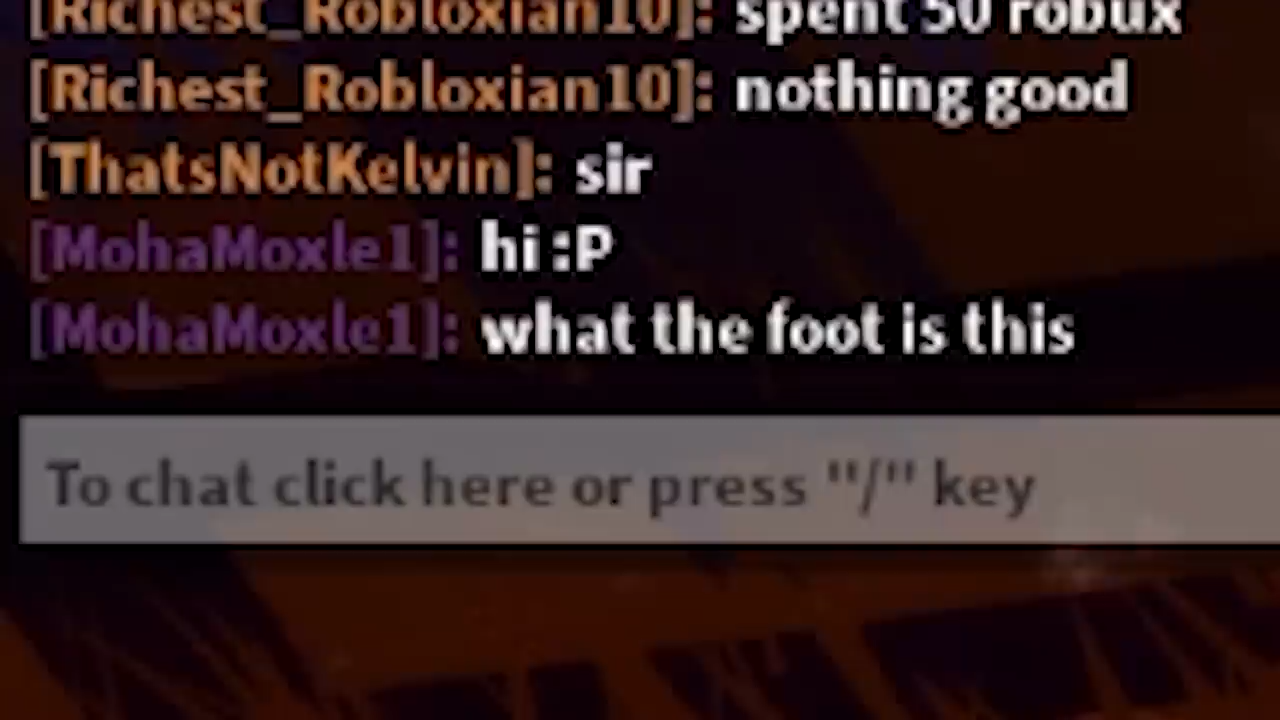 [Richest_Robloxian10]: spent 50 robux
[Richest_Robloxian10]: nothing good
[ThatsNotKelvin]: sir
[MohaMoxle1]: hi :P
[MohaMoxle1]: what the foot is this
To chat click here or press "/" key